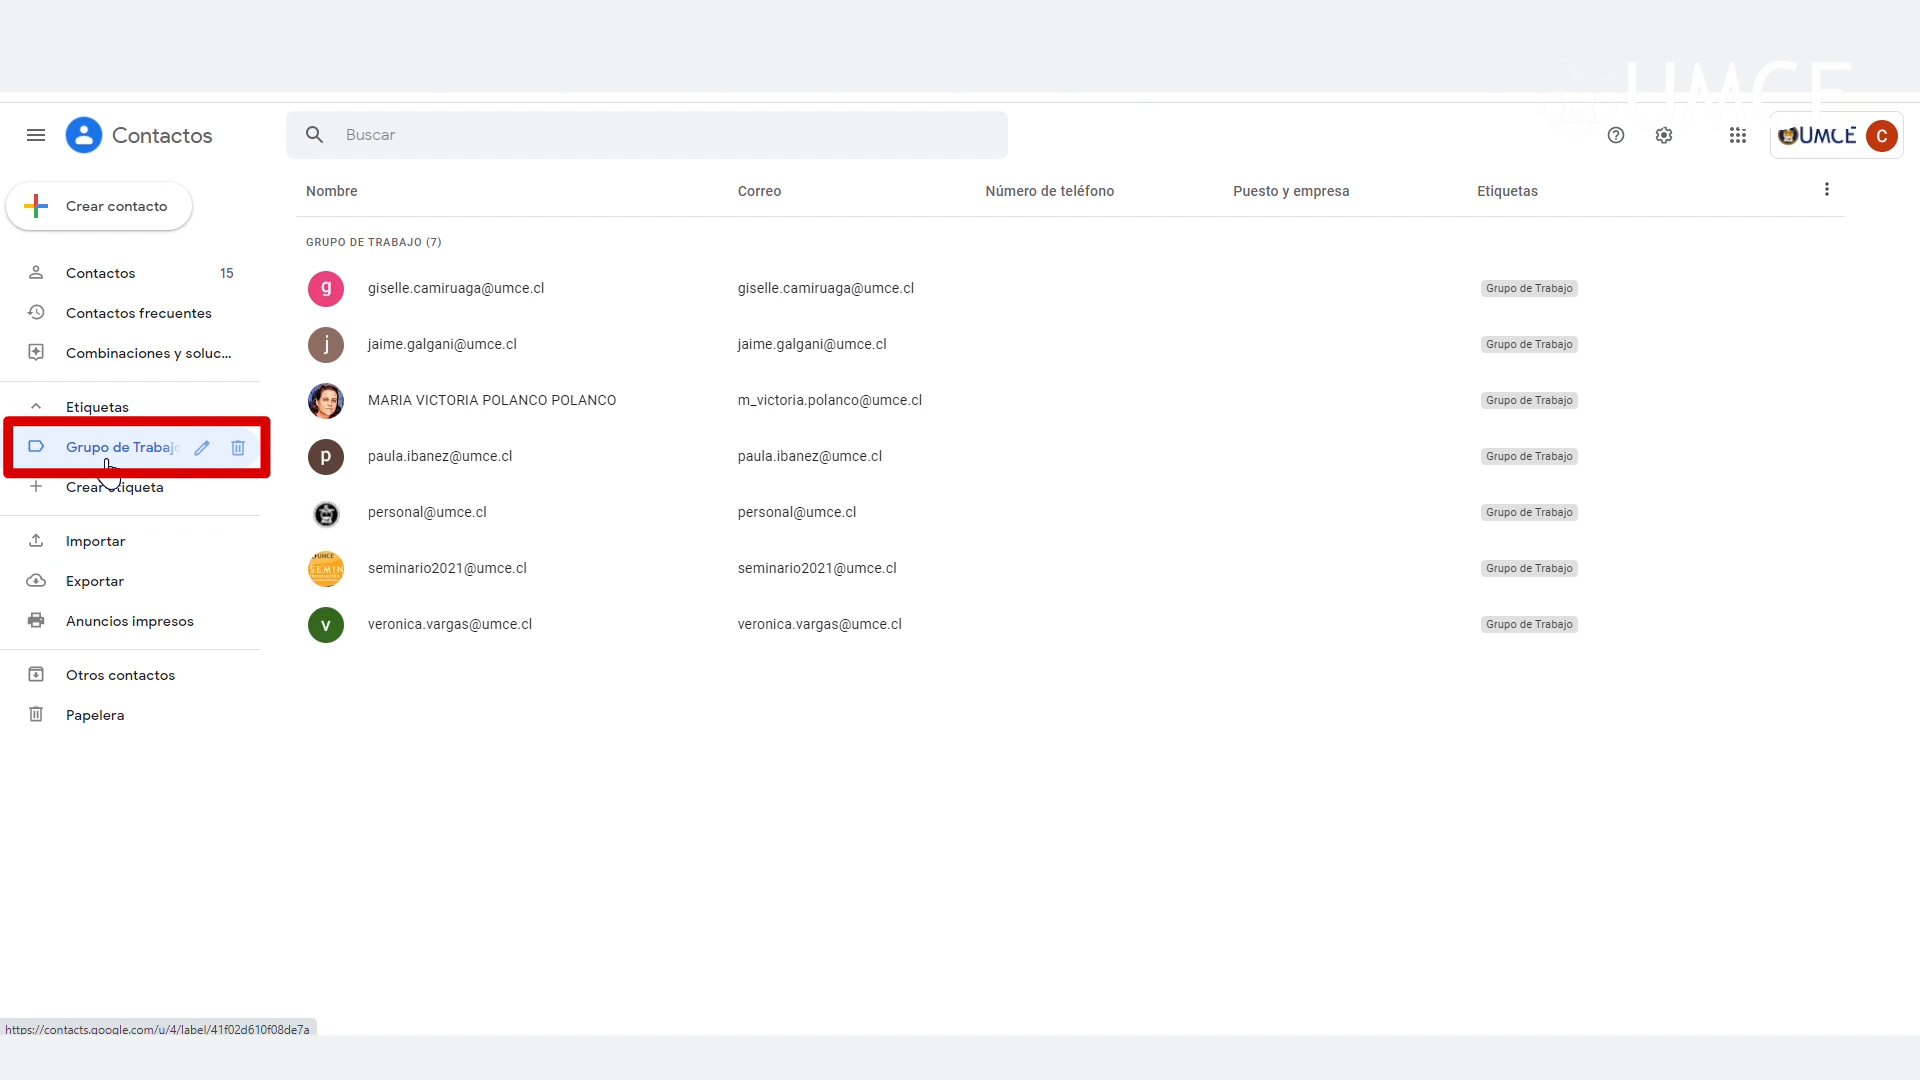 UMCE
Contactos
Buscar
UMCE
C
Crear contacto
Nombre
Correo
Número de teléfono
Puesto y empresa
Etiquetas
GRUPO DE TRABAJO (7)
Contactos
15
Contactos frecuentes
Combinaciones y soluc...
Etiquetas
Grupo de Trabajo
Crear etiqueta
Importar
Exportar
Anuncios impresos
Otros contactos
Papelera
g
giselle.camiruaga@umce.cl
giselle.camiruaga@umce.cl
Grupo de Trabajo
j
jaime.galgani@umce.cl
jaime.galgani@umce.cl
Grupo de Trabajo
MARIA VICTORIA POLANCO POLANCO
m_victoria.polanco@umce.cl
Grupo de Trabajo
p
paula.ibanez@umce.cl
paula.ibanez@umce.cl
Grupo de Trabajo
personal@umce.cl
personal@umce.cl
Grupo de Trabajo
UMCE
SEMIN
seminario2021@umce.cl
seminario2021@umce.cl
Grupo de Trabajo
v
veronica.vargas@umce.cl
veronica.vargas@umce.cl
Grupo de Trabajo
https://contacts.google.com/u/4/label/41f02d610f08de7a